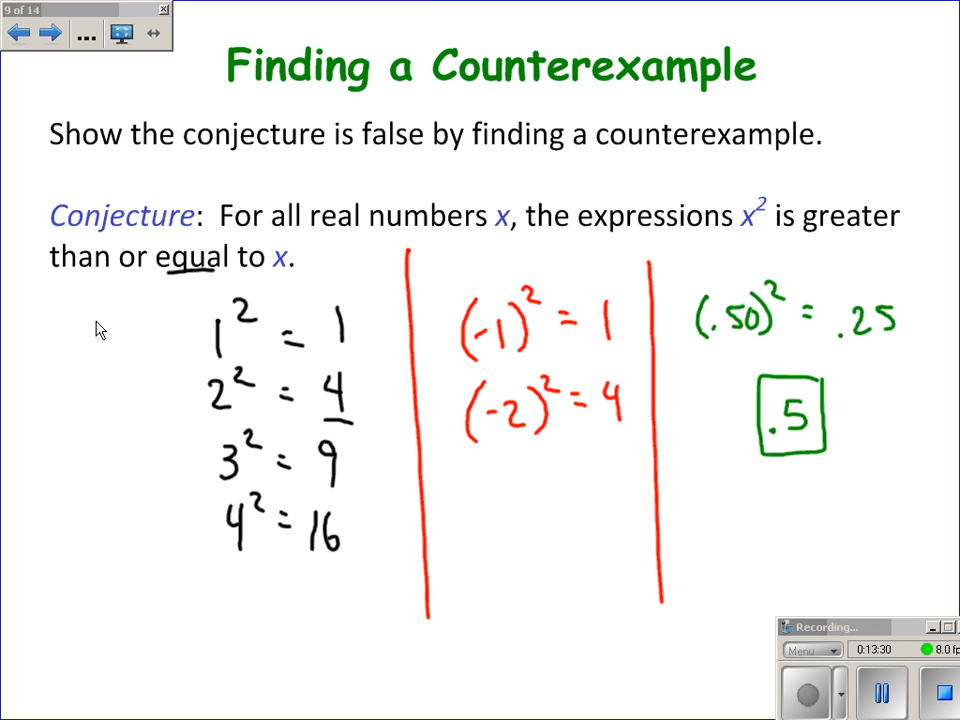 9 of 14
...
Finding a Counterexample
Show the conjecture is false by finding a counterexample.
Conjecture: For all real numbers x, the expressions x² is greater
than or equal to x.
1² = 1
2² = 4
3² = 9
4² = 16
(-1)² = 1
(-2)² = 4
(.50)² = .25
.5
Recording...
Menu
0:13:30
8.0 fp